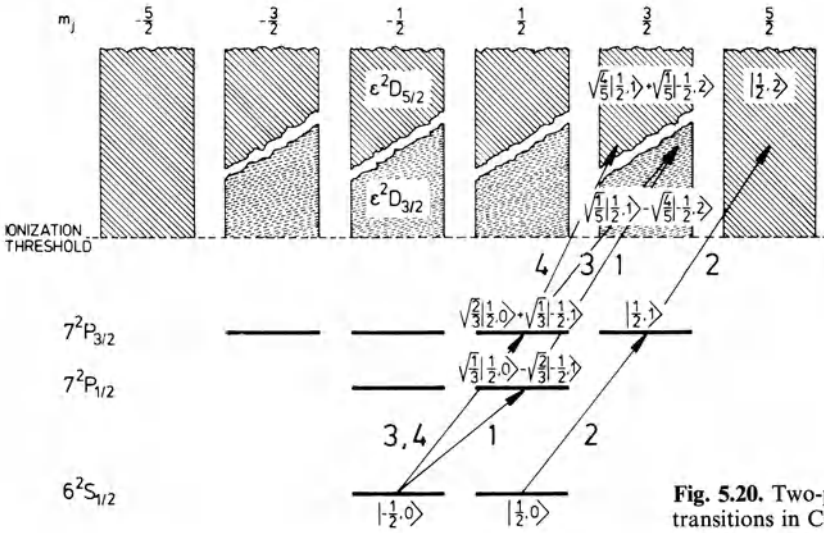 m_j -5/2 -3/2 -1/2 1/2 3/2 5/2
ε²D₅/₂
√4/5|1/2,1⟩+√1/5|-1/2,2⟩
|1/2,2⟩
ε²D₃/₂
√1/5|1/2,1⟩-√4/5|-1/2,2⟩
IONIZATION
THRESHOLD
4 3 1 2
7²P₃/₂
√2/3|1/2,0⟩+√1/3|-1/2,1⟩
|1/2,1⟩
7²P₁/₂
√1/3|1/2,0⟩-√2/3|-1/2,1⟩
3,4 1 2
6²S₁/₂
|-1/2,0⟩
|1/2,0⟩
Fig. 5.20.
transitions in